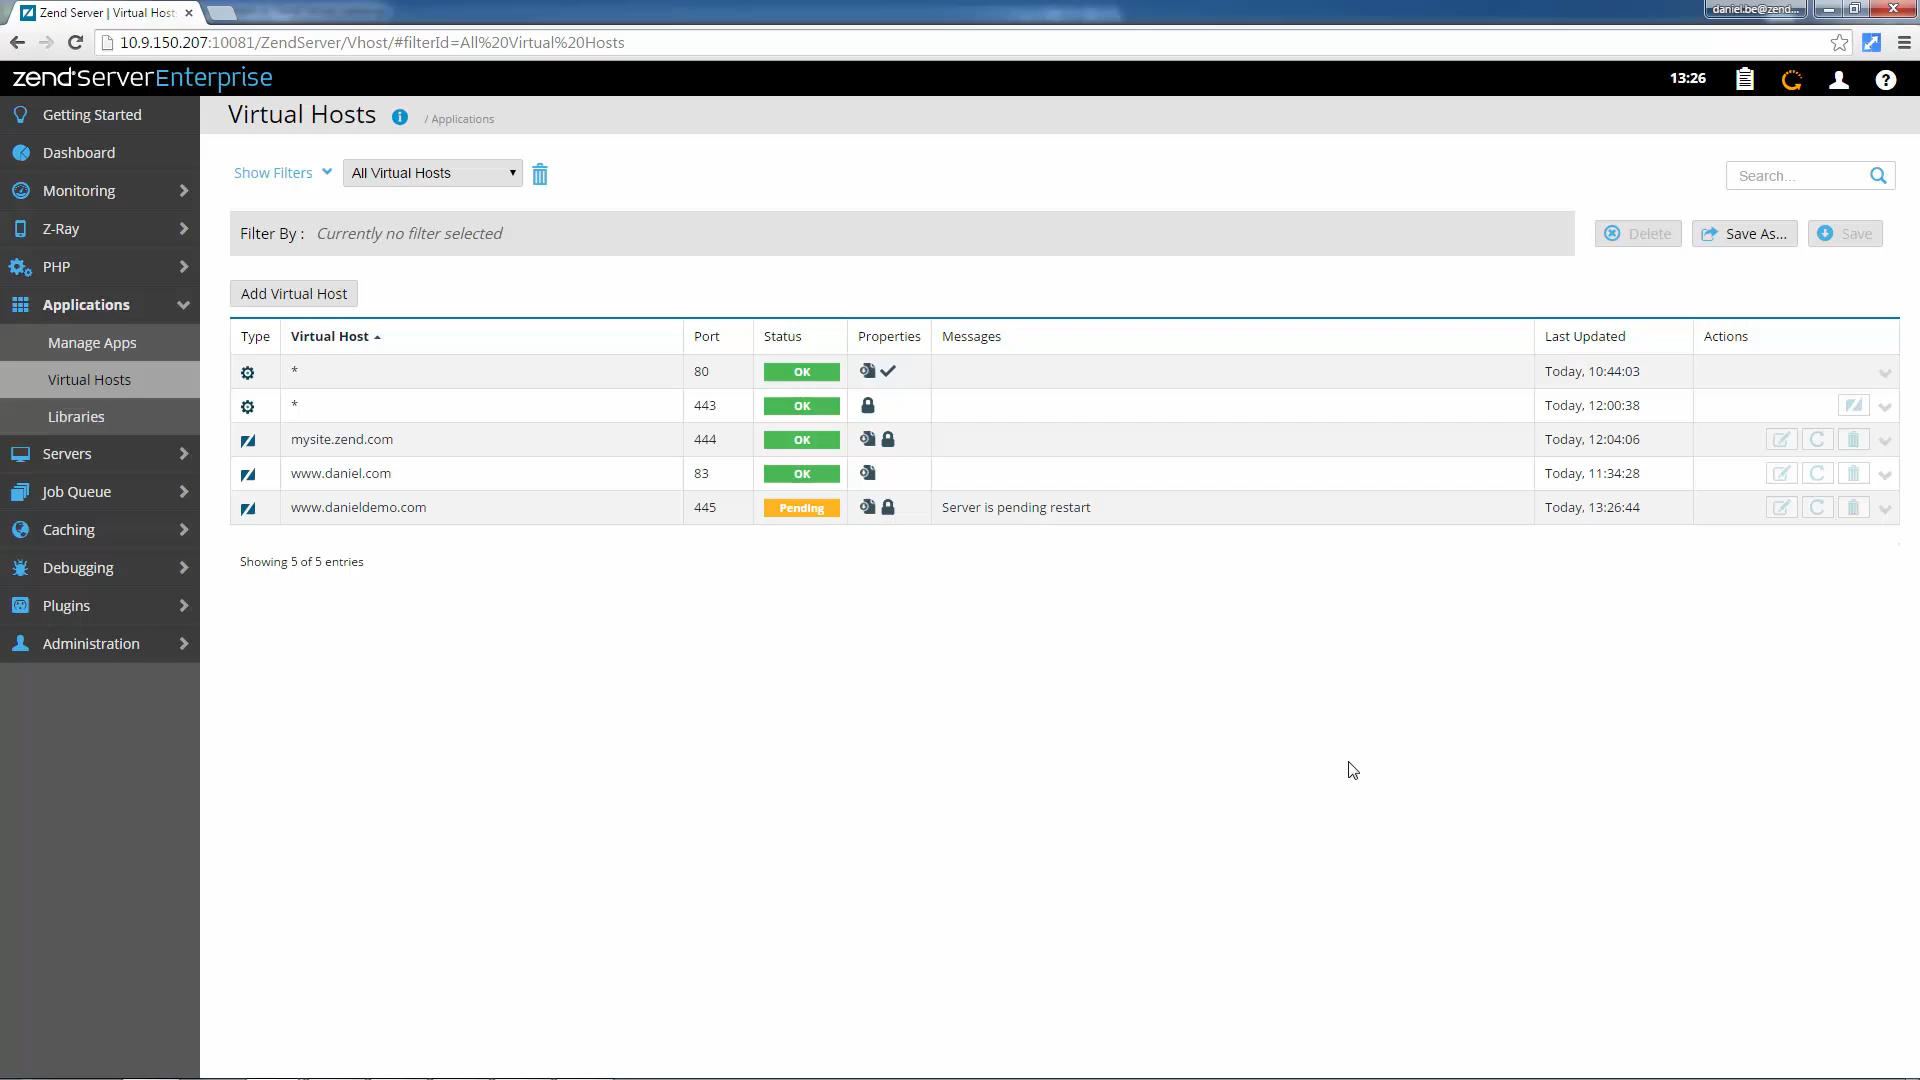 Zend Server | Virtual Host
daniel.be@zend...
10.9.150.207:10081/ZendServer/Vhost/#filterId=All%20Virtual%20Hosts
zend ServerEnterprise
13:26
Getting Started
Dashboard
Monitoring
Z-Ray
PHP
Applications
Manage Apps
Virtual Hosts
Libraries
Servers
Job Queue
Caching
Debugging
Plugins
Administration
Virtual Hosts / Applications
Show Filters All Virtual Hosts Search...
Filter By : Currently no filter selected Delete Save As... Save
Add Virtual Host
Type Virtual Host Port Status Properties Messages Last Updated Actions
* 80 OK Today, 10:44:03
* 443 OK Today, 12:00:38
mysite.zend.com 444 OK Today, 12:04:06
www.daniel.com 83 OK Today, 11:34:28
www.danieldemo.com 445 Pending Server is pending restart Today, 13:26:44
Showing 5 of 5 entries